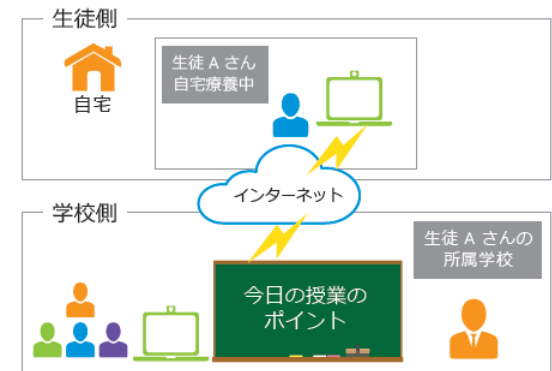 生徒側
自宅
生徒 A さん
自宅療養中
インターネット
学校側
生徒 A さんの
所属学校
今日の授業の
ポイント